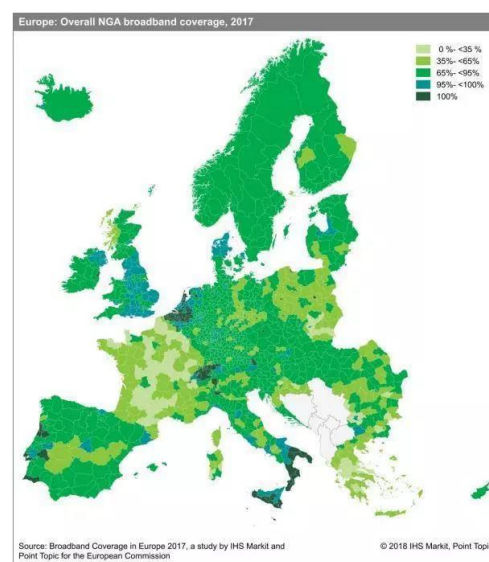 Europe: Overall NGA broadband coverage, 2017
0 %- <35 %
35%- <65%
65%- <95%
95%- <100%
100%
Source: Broadband Coverage in Europe 2017, a study by IHS Markit and
Point Topic for the European Commission
© 2018 IHS Markit, Point Topic